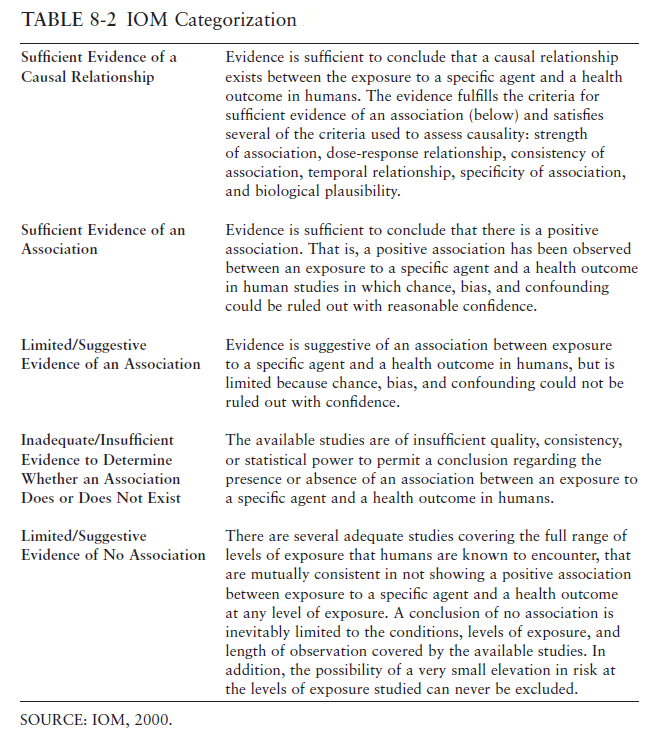 TABLE 8-2 IOM Categorization
Sufficient Evidence of a
Causal Relationship
Evidence is sufficient to conclude that a causal relationship
exists between the exposure to a specific agent and a health
outcome in humans. The evidence fulfills the criteria for
sufficient evidence of an association (below) and satisfies
several of the criteria used to assess causality: strength
of association, dose-response relationship, consistency of
association, temporal relationship, specificity of association,
and biological plausibility.
Sufficient Evidence of an
Association
Evidence is sufficient to conclude that there is a positive
association. That is, a positive association has been observed
between an exposure to a specific agent and a health outcome
in human studies in which chance, bias, and confounding
could be ruled out with reasonable confidence.
Limited/Suggestive
Evidence of an Association
Evidence is suggestive of an association between exposure
to a specific agent and a health outcome in humans, but is
limited because chance, bias, and confounding could not be
ruled out with confidence.
Inadequate/Insufficient
Evidence to Determine
Whether an Association
Does or Does Not Exist
The available studies are of insufficient quality, consistency,
or statistical power to permit a conclusion regarding the
presence or absence of an association between an exposure to
a specific agent and a health outcome in humans.
Limited/Suggestive
Evidence of No Association
There are several adequate studies covering the full range of
levels of exposure that humans are known to encounter, that
are mutually consistent in not showing a positive association
between exposure to a specific agent and a health outcome
at any level of exposure. A conclusion of no association is
inevitably limited to the conditions, levels of exposure, and
length of observation covered by the available studies. In
addition, the possibility of a very small elevation in risk at
the levels of exposure studied can never be excluded.
SOURCE: IOM, 2000.